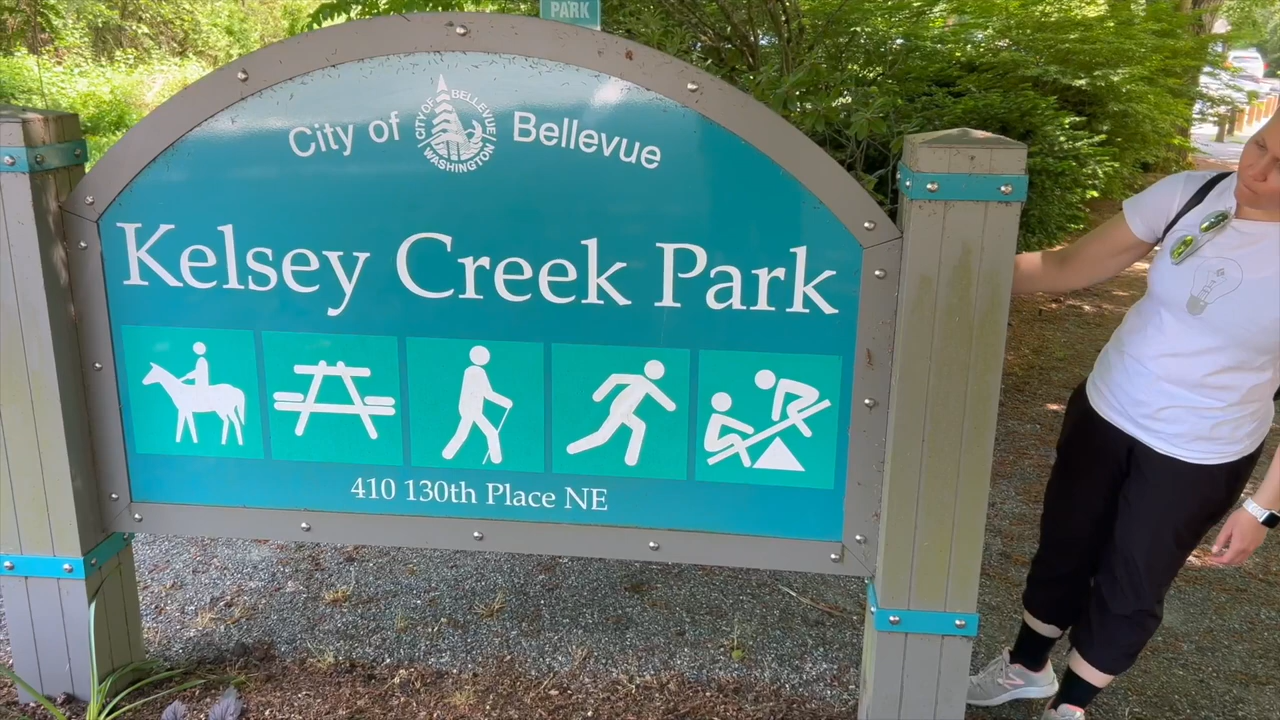 PARK
City of Bellevue
CITY OF BELLEVUE
WASHINGTON
Kelsey Creek Park
410 130th Place NE